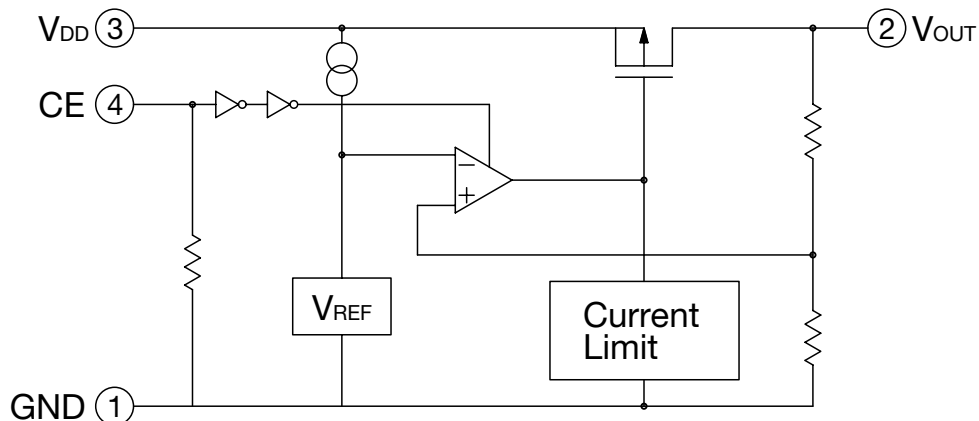 VDD 3
2 VOUT
CE 4
−
+
VREF
Current
Limit
GND 1